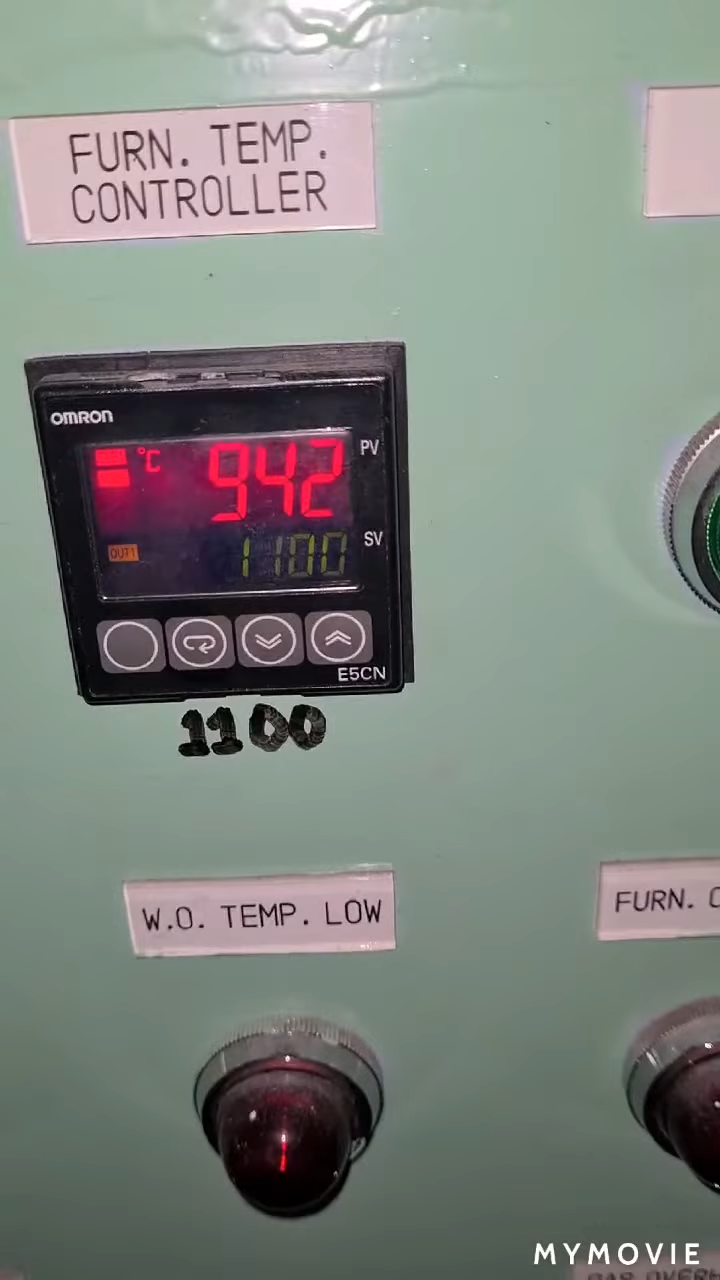 FURN. TEMP.
CONTROLLER
OMRON
°C 942 PV
OUT1 1100 SV
E5CN
1100
W.O. TEMP. LOW
FURN.
MYMOVIE